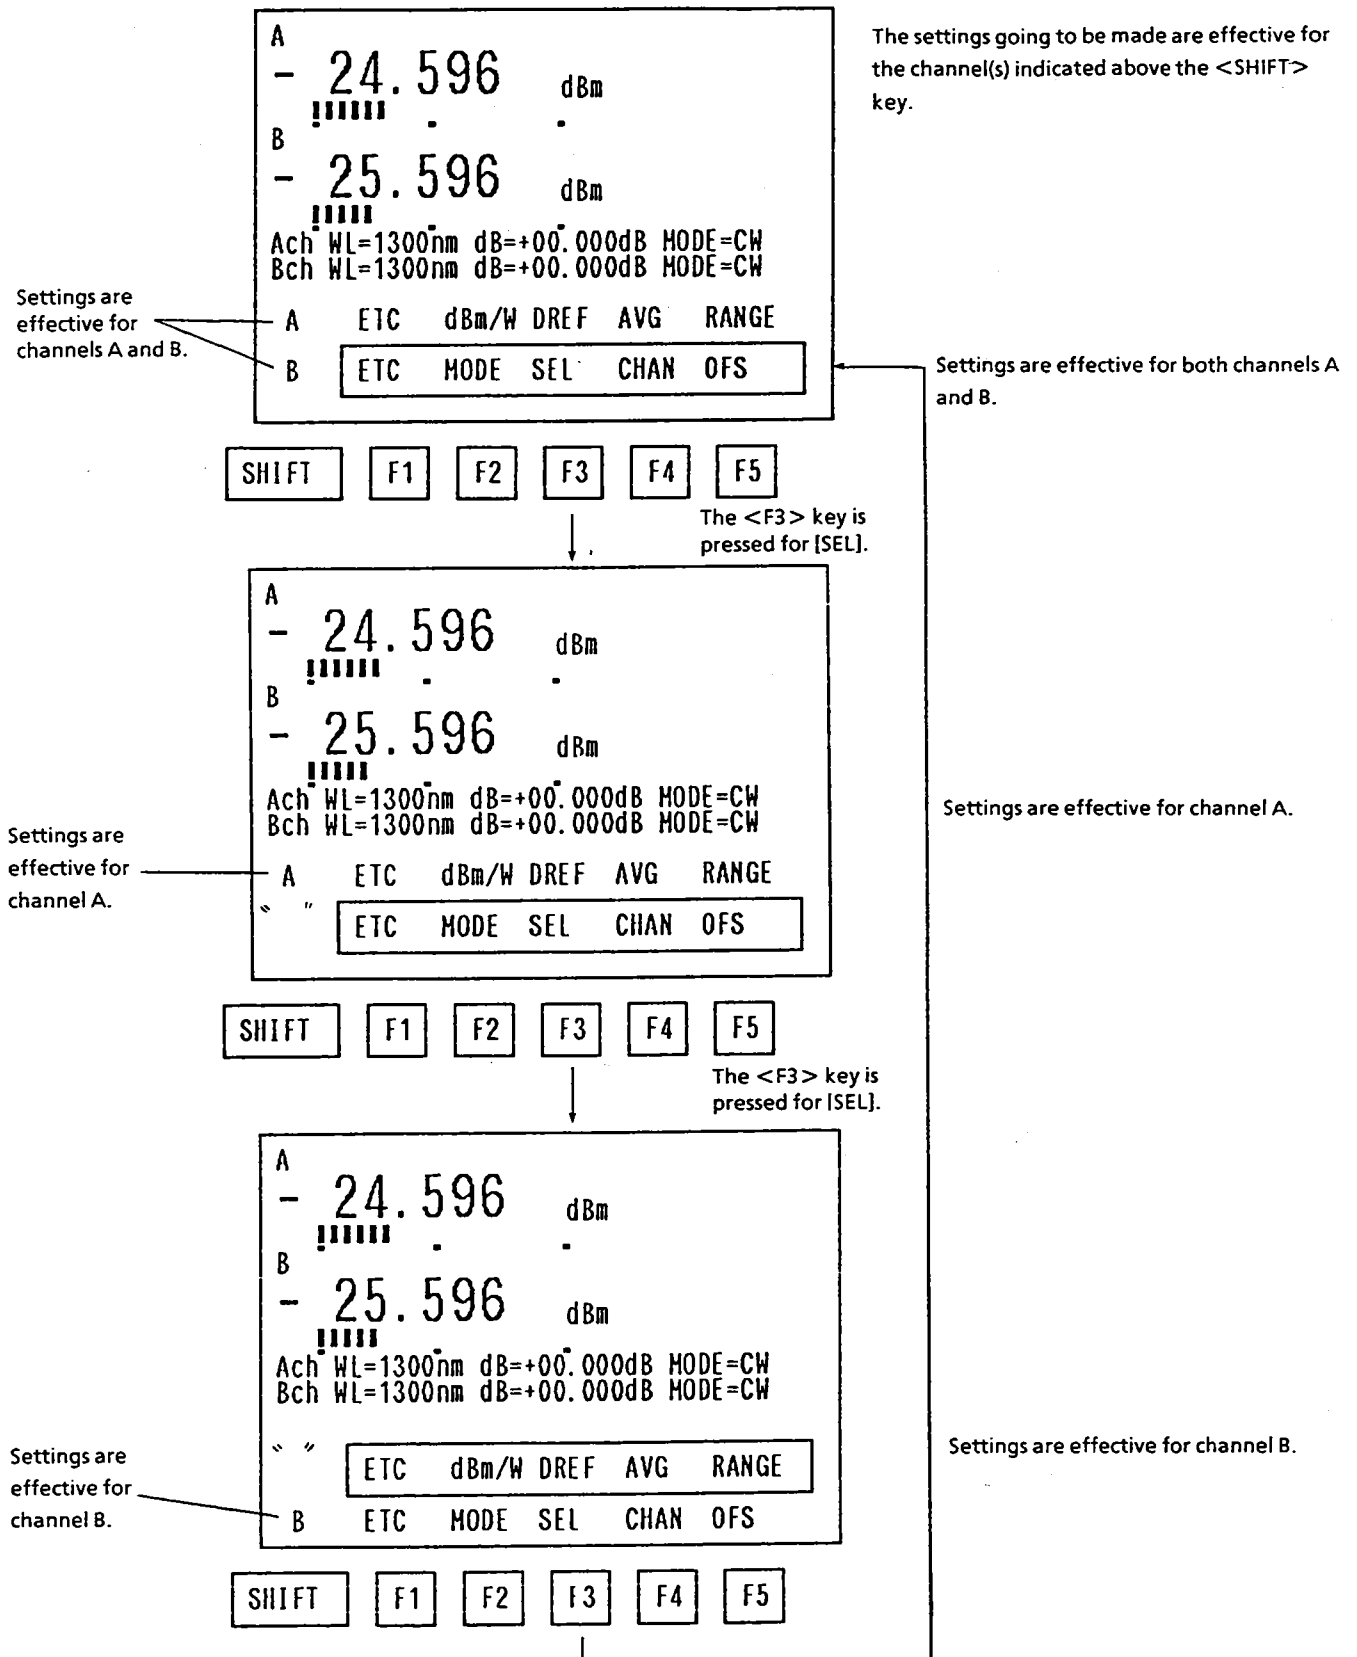 The settings going to be made are effective for
the channel(s) indicated above the <SHIFT>
key.
A
- 24.596 dBm
B
- 25.596 dBm
Ach WL=1300nm dB=+00.000dB MODE=CW
Bch WL=1300nm dB=+00.000dB MODE=CW
Settings are
effective for
channels A and B.
A ETC dBm/W DREF AVG RANGE
B ETC MODE SEL CHAN OFS
Settings are effective for both channels A
and B.
SHIFT F1 F2 F3 F4 F5
The <F3> key is
pressed for [SEL].
A
- 24.596 dBm
B
- 25.596 dBm
Ach WL=1300nm dB=+00.000dB MODE=CW
Bch WL=1300nm dB=+00.000dB MODE=CW
Settings are effective for channel A.
Settings are
effective for
channel A.
A ETC dBm/W DREF AVG RANGE
" " ETC MODE SEL CHAN OFS
SHIFT F1 F2 F3 F4 F5
The <F3> key is
pressed for [SEL].
A
- 24.596 dBm
B
- 25.596 dBm
Ach WL=1300nm dB=+00.000dB MODE=CW
Bch WL=1300nm dB=+00.000dB MODE=CW
Settings are
effective for
channel B.
" " ETC dBm/W DREF AVG RANGE
B ETC MODE SEL CHAN OFS
Settings are effective for channel B.
SHIFT F1 F2 F3 F4 F5